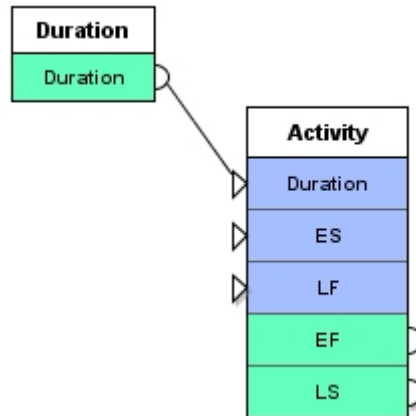 Duration
Duration
Activity
Duration
ES
LF
EF
LS